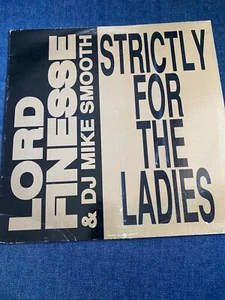 LORD
FINESSE
& DJ MIKE SMOOTH
STRICTLY
FOR
THE
LADIES